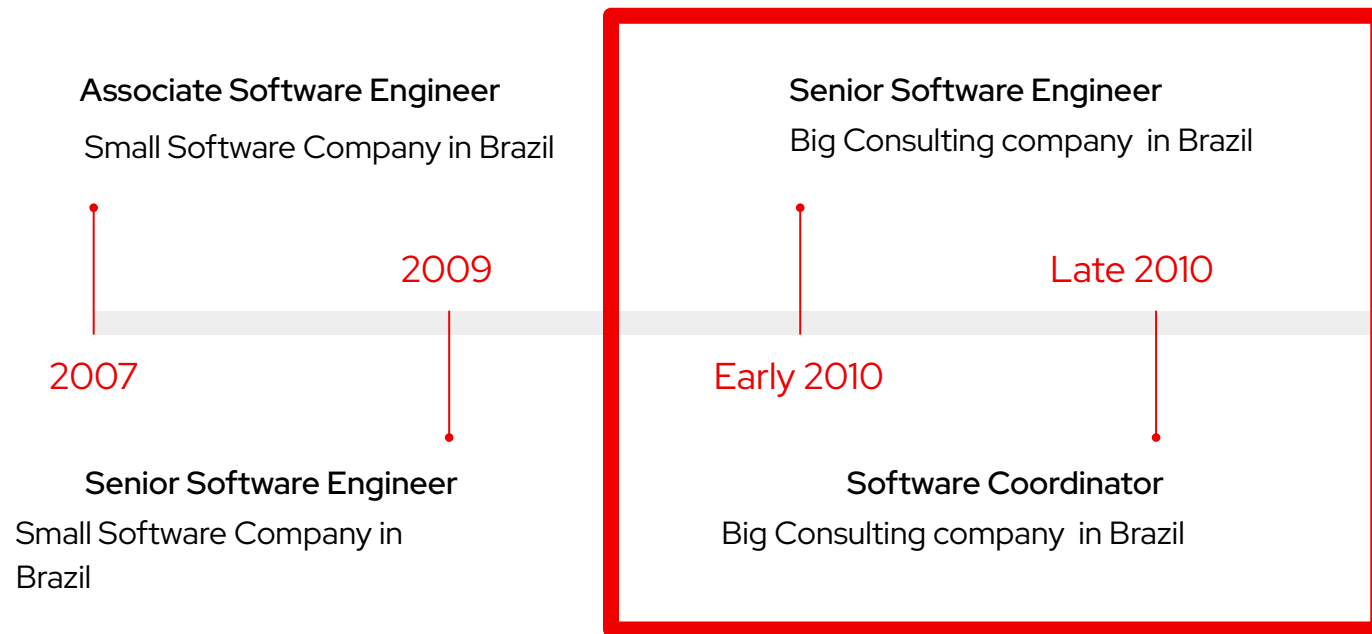 Associate Software Engineer
Small Software Company in Brazil
2007
2009
Senior Software Engineer
Small Software Company in
Brazil
Senior Software Engineer
Big Consulting company  in Brazil
Early 2010
Late 2010
Software Coordinator
Big Consulting company  in Brazil